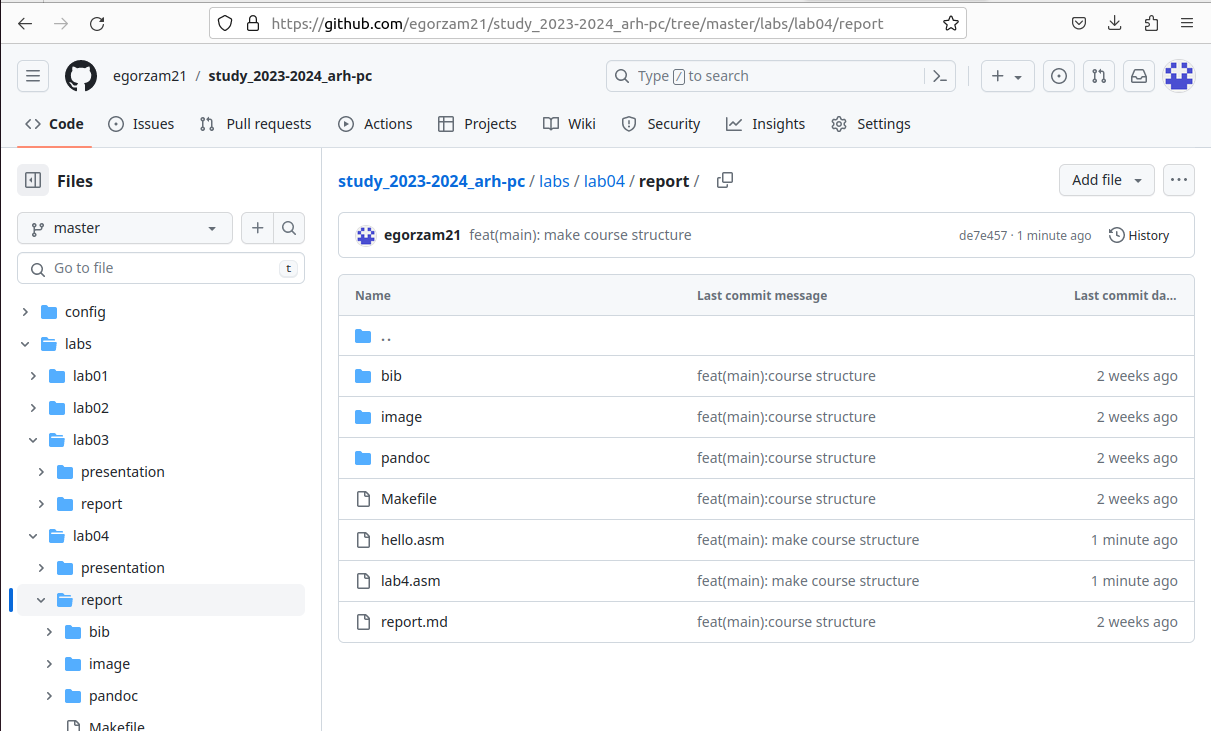 https://github.com/egorzam21/study_2023-2024_arh-pc/tree/master/labs/lab04/report
egorzam21 / study_2023-2024_arh-pc
Type / to search
Code Issues Pull requests Actions Projects Wiki Security Insights Settings
Files
master
Go to file t
config
labs
lab01
lab02
lab03
presentation
report
lab04
presentation
report
bib
image
pandoc
Makefile
study_2023-2024_arh-pc / labs / lab04 / report /
Add file
egorzam21 feat(main): make course structure de7e457 · 1 minute ago History
Name Last commit message Last commit da...
..
bib feat(main):course structure 2 weeks ago
image feat(main):course structure 2 weeks ago
pandoc feat(main):course structure 2 weeks ago
Makefile feat(main):course structure 2 weeks ago
hello.asm feat(main): make course structure 1 minute ago
lab4.asm feat(main): make course structure 1 minute ago
report.md feat(main):course structure 2 weeks ago